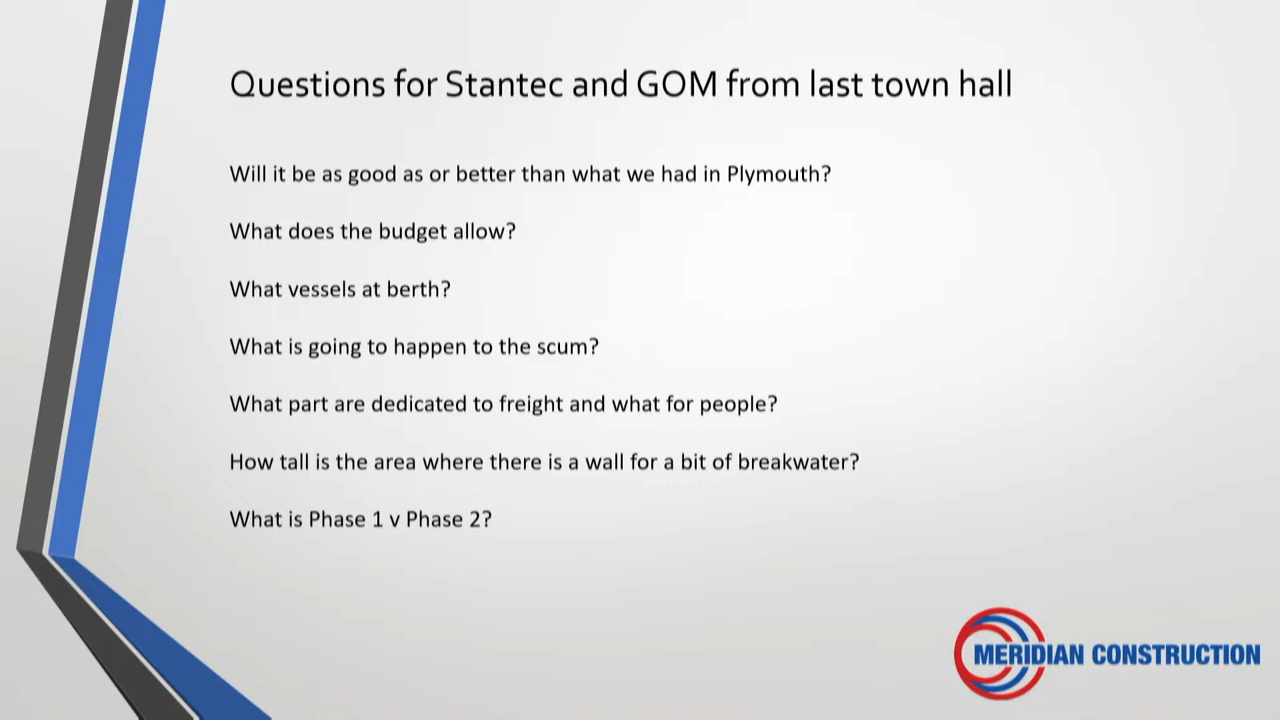 Questions for Stantec and GOM from last town hall
Will it be as good as or better than what we had in Plymouth?
What does the budget allow?
What vessels at berth?
What is going to happen to the scum?
What part are dedicated to freight and what for people?
How tall is the area where there is a wall for a bit of breakwater?
What is Phase 1 v Phase 2?
MERIDIAN CONSTRUCTION